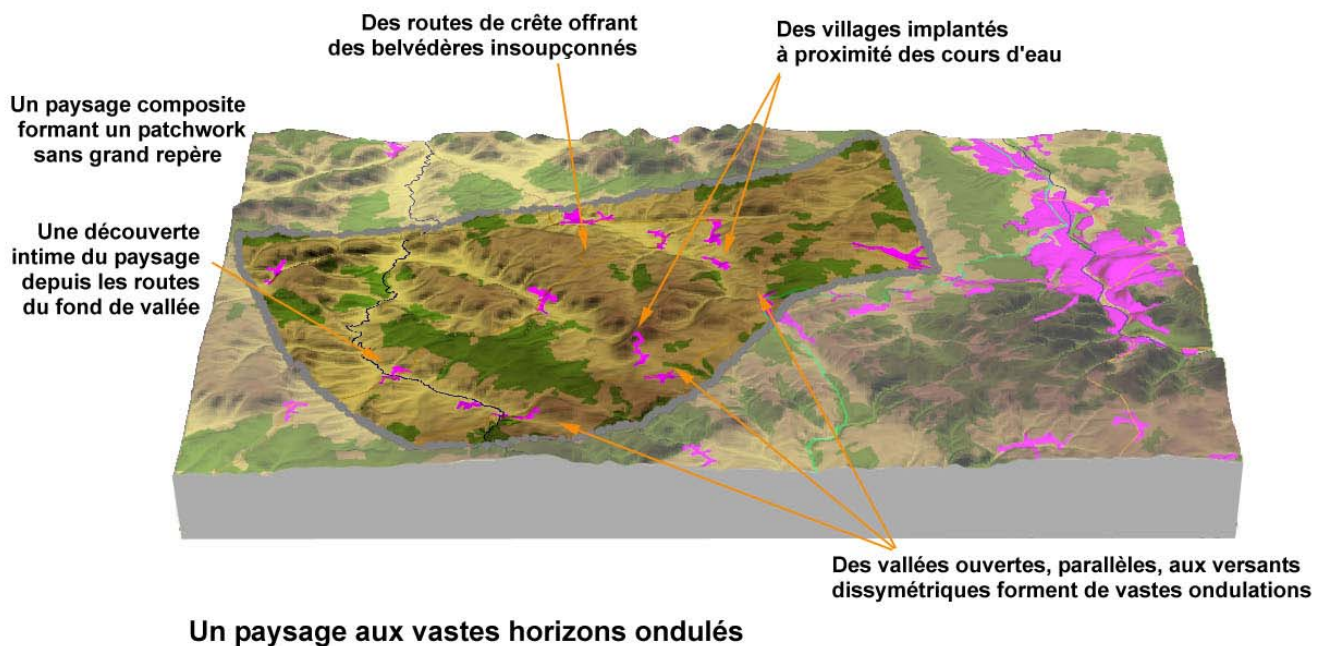 Des routes de crête offrant
des belvédères insoupçonnés
Des villages implantés
à proximité des cours d'eau
Un paysage composite
formant un patchwork
sans grand repère
Une découverte
intime du paysage
depuis les routes
du fond de vallée
Des vallées ouvertes, parallèles, aux versants
dissymétriques forment de vastes ondulations
Un paysage aux vastes horizons ondulés